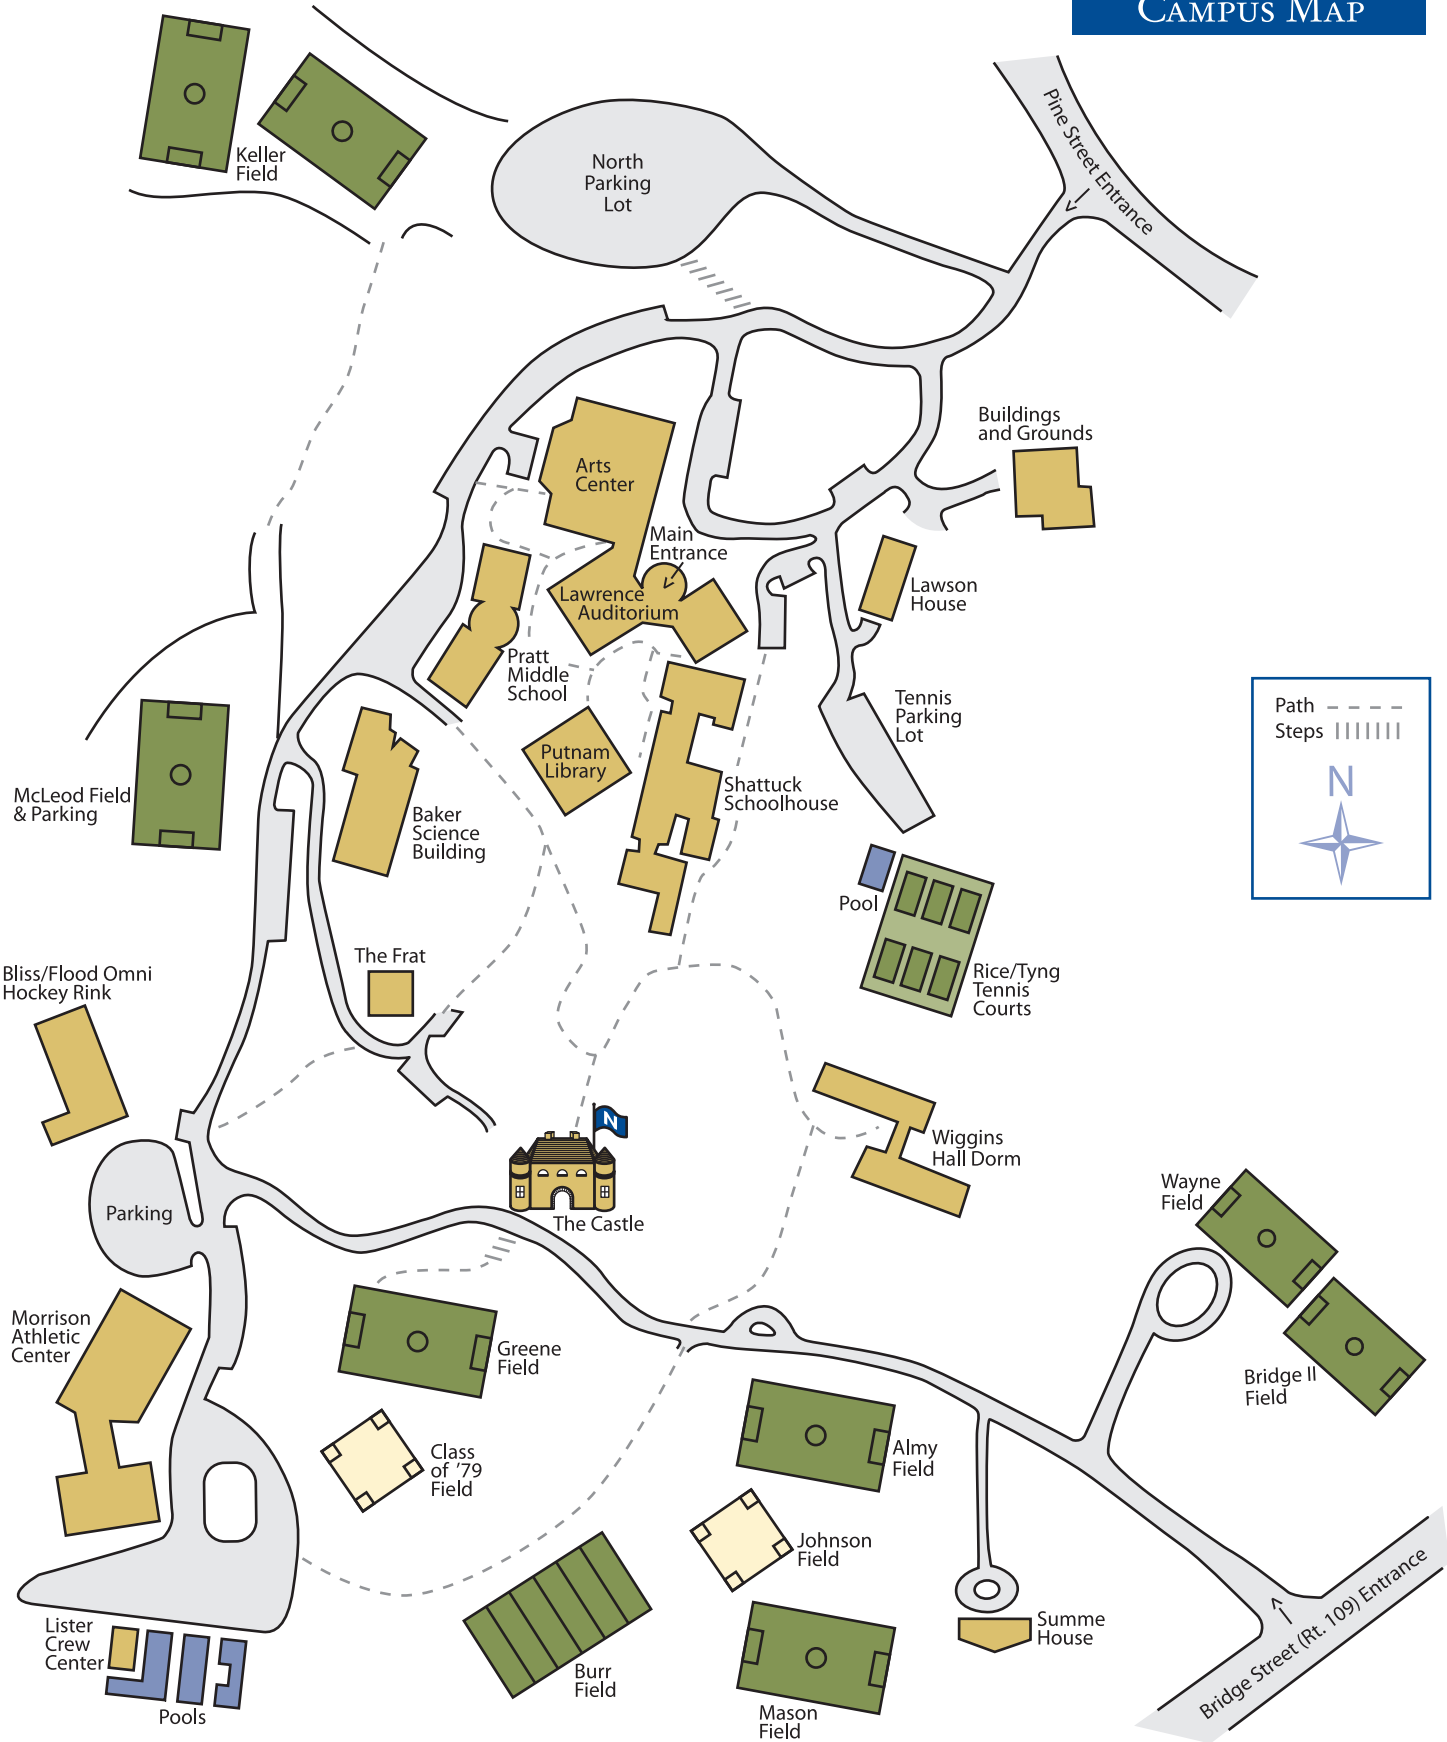 CAMPUS MAP
Pine Street Entrance
North
Parking
Lot
Keller
Field
Buildings
and Grounds
Arts
Center
Main
Entrance
Lawrence
Auditorium
Lawson
House
Pratt
Middle
School
Tennis
Parking
Lot
Path
Steps
N
Putnam
Library
Shattuck
Schoolhouse
McLeod Field
& Parking
Baker
Science
Building
Pool
The Frat
Bliss/Flood Omni
Hockey Rink
Rice/Tyng
Tennis
Courts
N
Wiggins
Hall Dorm
The Castle
Parking
Wayne
Field
Morrison
Athletic
Center
Greene
Field
Bridge II
Field
Class
of '79
Field
Almy
Field
Johnson
Field
Bridge Street (Rt. 109) Entrance
Lister
Crew
Center
Summe
House
Burr
Field
Pools
Mason
Field